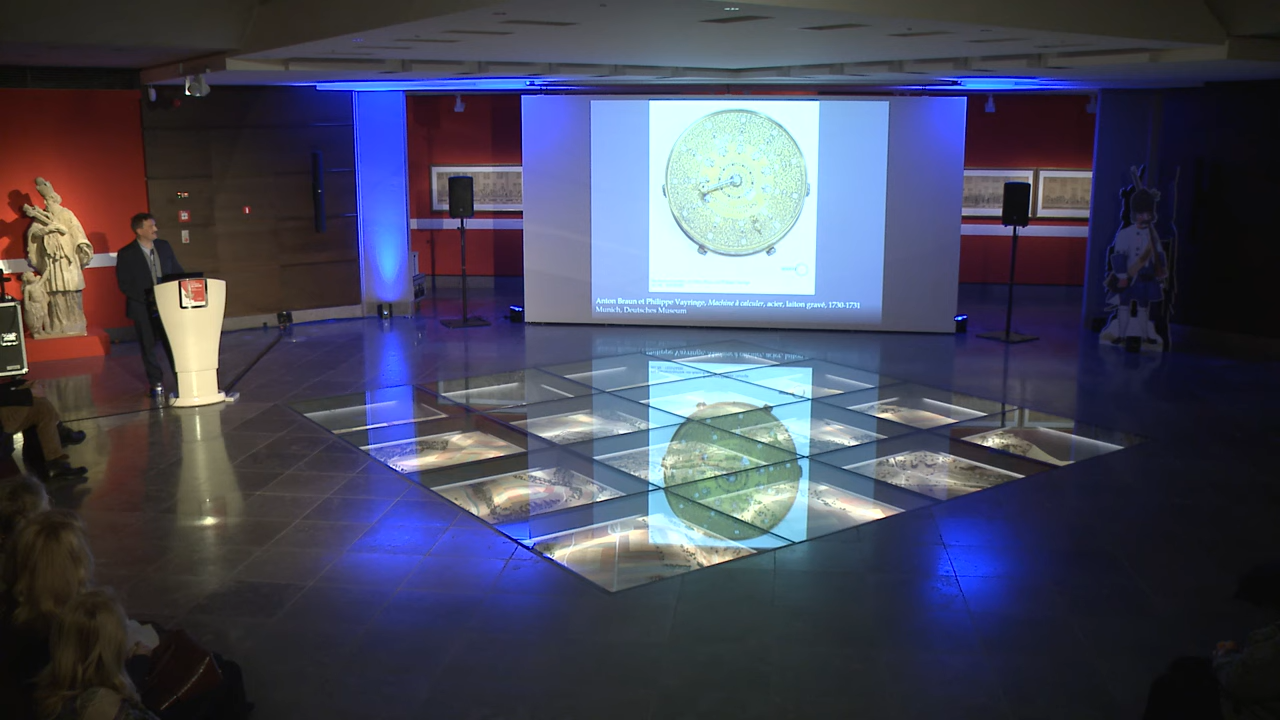 Anton Braun et Philippe Vayringe, Machine à calculer, acier, laiton gravé, 1730-1731
Munich, Deutsches Museum